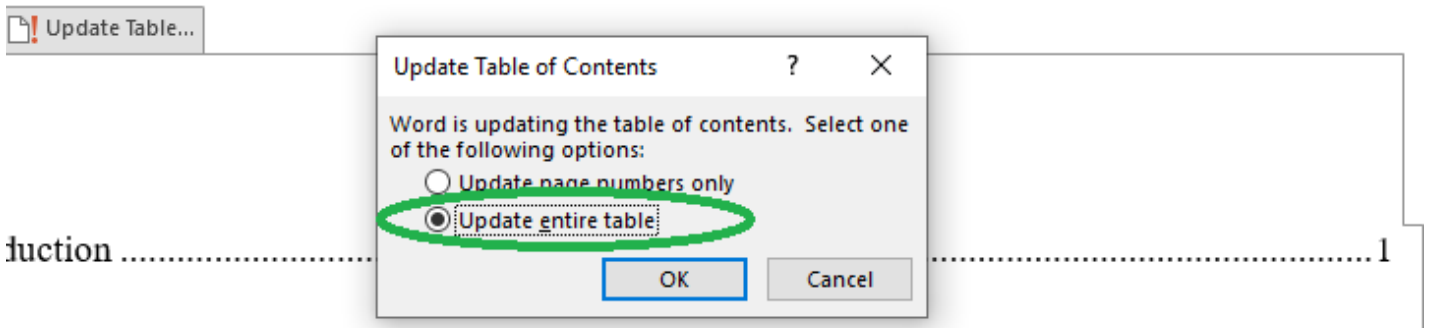 Update Table...
Update Table of Contents ? X
Word is updating the table of contents. Select one
of the following options:
Update page numbers only
Update entire table
duction ........................................................................................ 1
OK Cancel